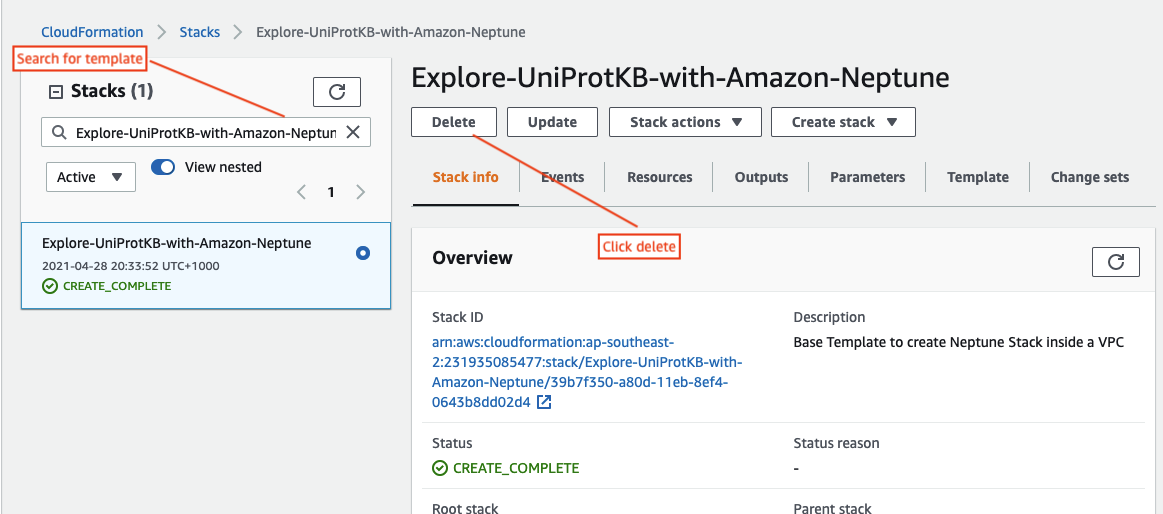 CloudFormation > Stacks > Explore-UniProtKB-with-Amazon-Neptune
Search for template
Stacks (1)
Explore-UniProtKB-with-Amazon-Neptun
Active
View nested
1
Explore-UniProtKB-with-Amazon-Neptune
2021-04-28 20:33:52 UTC+1000
CREATE_COMPLETE
Explore-UniProtKB-with-Amazon-Neptune
Delete Update Stack actions Create stack
Stack info Events Resources Outputs Parameters Template Change sets
Click delete
Overview
Stack ID
arn:aws:cloudformation:ap-southeast-
2:231935085477:stack/Explore-UniProtKB-with-
Amazon-Neptune/39b7f350-a80d-11eb-8ef4-
0643b8dd02d4
Description
Base Template to create Neptune Stack inside a VPC
Status
CREATE_COMPLETE
Status reason
-
Root stack
Parent stack